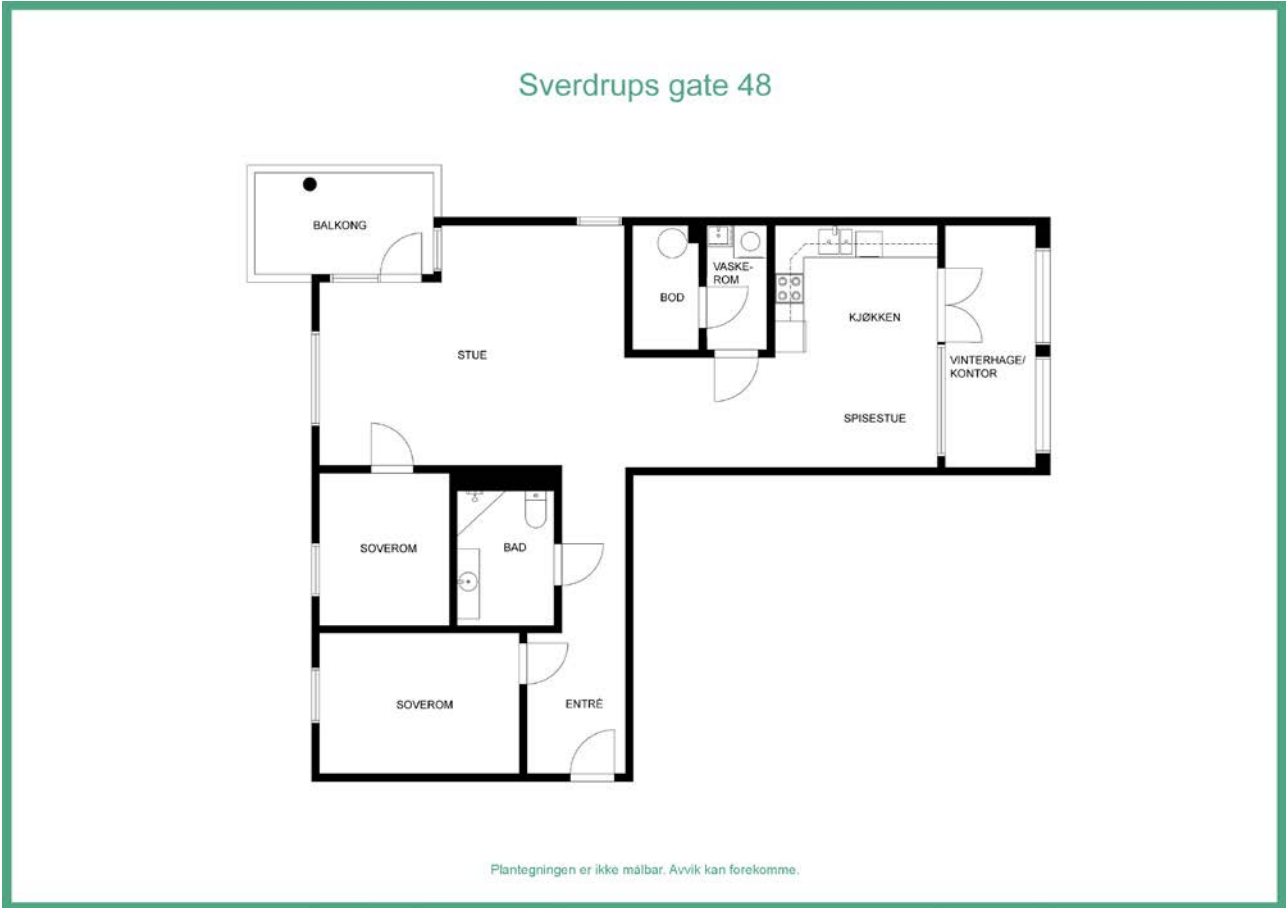 Sverdrups gate 48
BALKONG
VASKE-
ROM
BOD
KJØKKEN
STUE
VINTERHAGE/
KONTOR
SPISESTUE
SOVEROM
BAD
SOVEROM
ENTRÉ
Plantegningen er ikke målbar. Avvik kan forekomme.